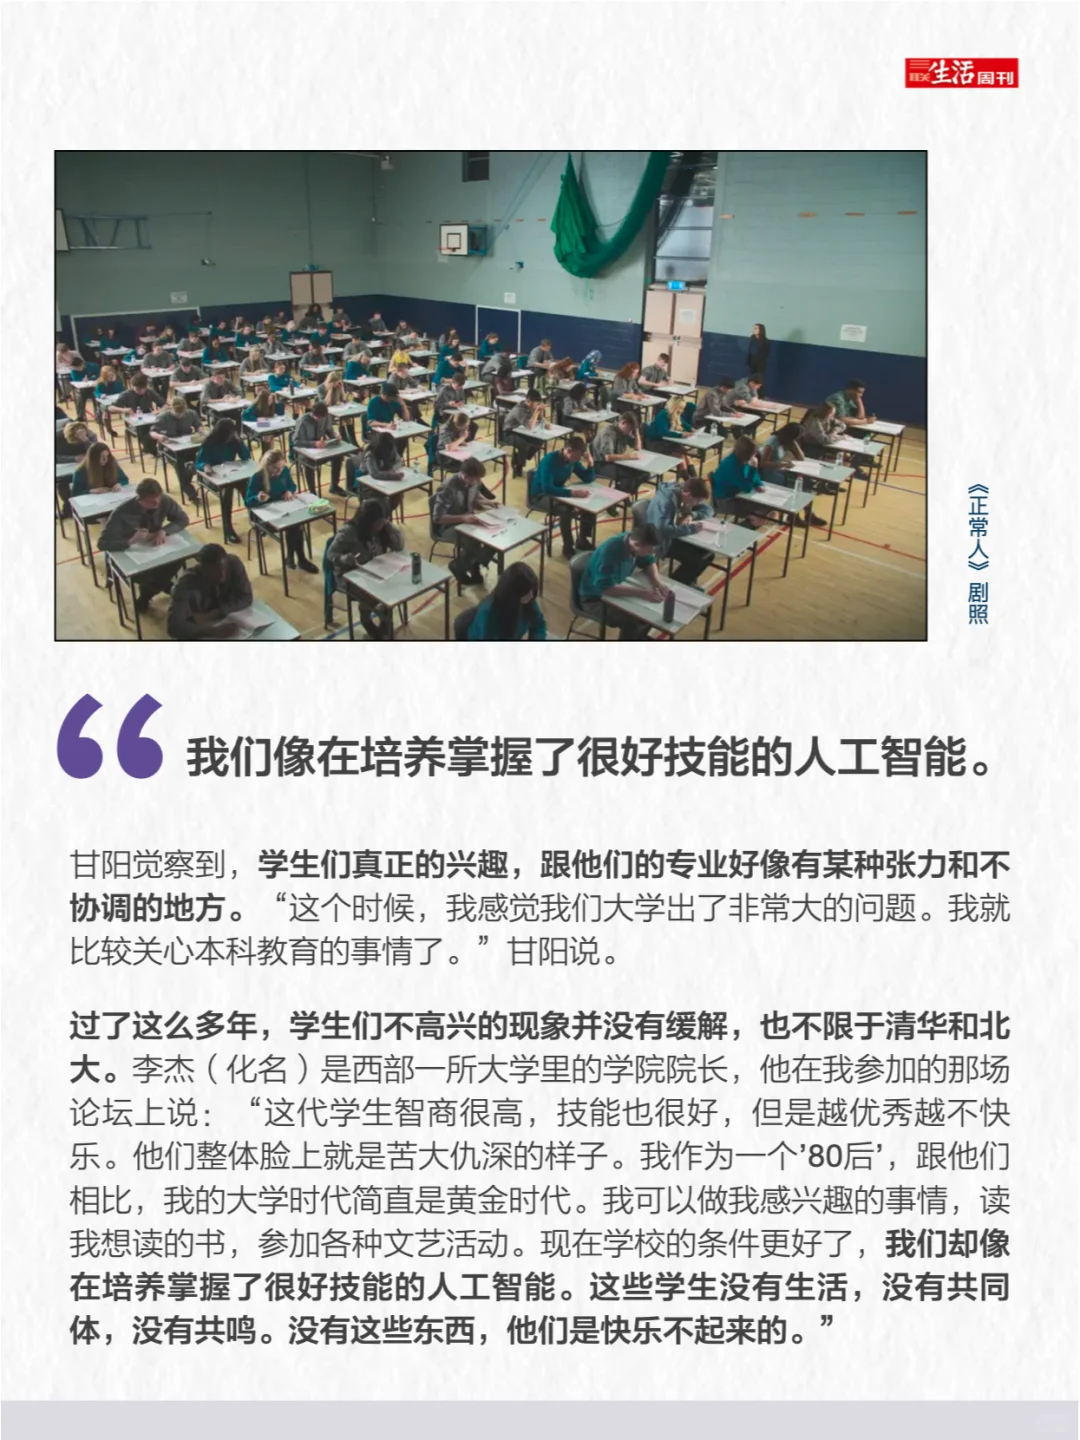 三联生活周刊
《正常人》剧照
我们像在培养掌握了很好技能的人工智能。
甘阳觉察到，学生们真正的兴趣，跟他们的专业好像有某种张力和不
协调的地方。“这个时候，我感觉我们大学出了非常大的问题。我就
比较关心本科教育的事情了。”甘阳说。
过了这么多年，学生们不高兴的现象并没有缓解，也不限于清华和北
大。李杰（化名）是西部一所大学里的学院院长，他在我参加的那场
论坛上说：“这代学生智商很高，技能也很好，但是越优秀越不快
乐。他们整体脸上就是苦大仇深的样子。我作为一个’80后’，跟他们
相比，我的大学时代简直是黄金时代。我可以做我感兴趣的事情，读
我想读的书，参加各种文艺活动。现在学校的条件更好了，我们却像
在培养掌握了很好技能的人工智能。这些学生没有生活，没有共同
体，没有共鸣。没有这些东西，他们是快乐不起来的。”